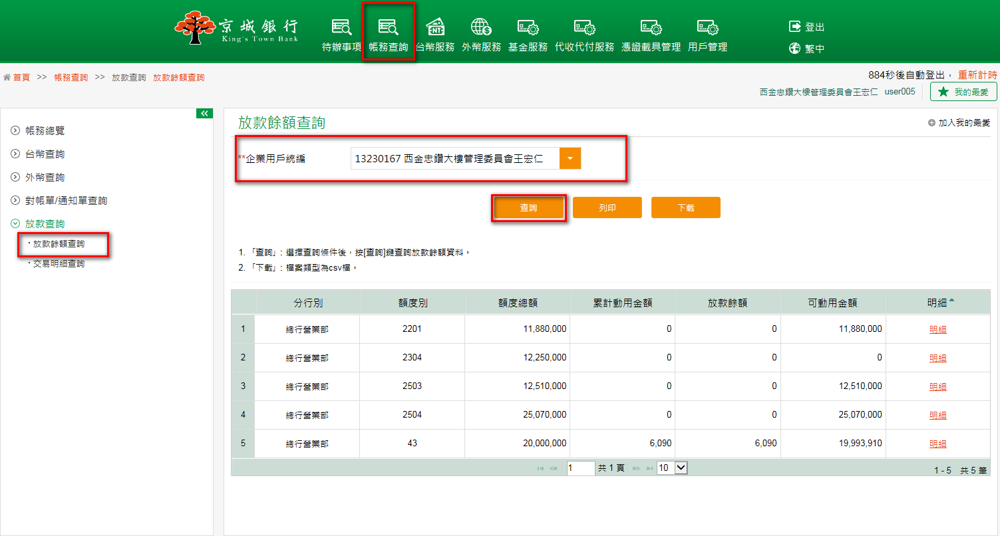 京城銀行
King's Town Bank
待辦事項 帳務查詢 台幣服務 外幣服務 基金服務 代收代付服務 憑證載具管理 用戶管理
登出
繁中
首頁 >> 帳務查詢 >> 放款查詢 放款餘額查詢
884秒後自動登出， 重新計時
西金忠鑽大樓管理委員會王宏仁 user005 我的最愛
帳務總覽
台幣查詢
外幣查詢
對帳單/通知單查詢
放款查詢
放款餘額查詢
交易明細查詢
放款餘額查詢
加入我的最愛
**企業用戶統編 13230167 西金忠鑽大樓管理委員會王宏仁
查詢 列印 下載
1. 「查詢」: 選擇查詢條件後，按[查詢]鍵查詢放款餘額資料。
2. 「下載」: 檔案類型為csv檔。
分行別 額度別 額度總額 累計動用金額 放款餘額 可動用金額 明細
1 總行營業部 2201 11,880,000 0 0 11,880,000 明細
2 總行營業部 2304 12,250,000 0 0 0 明細
3 總行營業部 2503 12,510,000 0 0 12,510,000 明細
4 總行營業部 2504 25,070,000 0 0 25,070,000 明細
5 總行營業部 43 20,000,000 6,090 6,090 19,993,910 明細
1 共 1 頁 10
1 - 5 共 5 筆